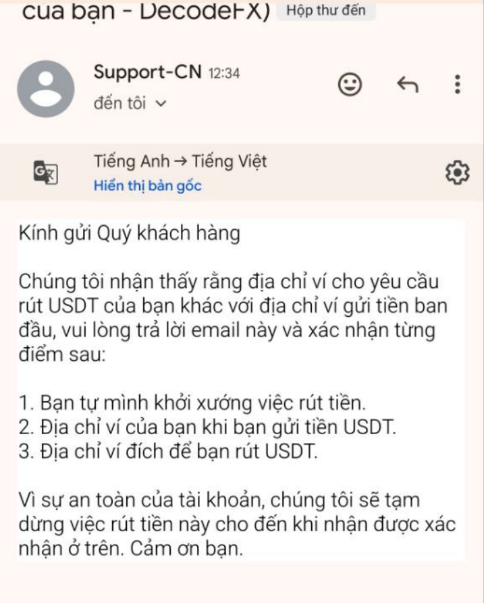 của bạn - DecodeFX) Hộp thư đến
Support-CN 12:34
đến tôi
Tiếng Anh → Tiếng Việt
Hiển thị bản gốc
Kính gửi Quý khách hàng
Chúng tôi nhận thấy rằng địa chỉ ví cho yêu cầu
rút USDT của bạn khác với địa chỉ ví gửi tiền ban
đầu, vui lòng trả lời email này và xác nhận từng
điểm sau:
1. Bạn tự mình khởi xướng việc rút tiền.
2. Địa chỉ ví của bạn khi bạn gửi tiền USDT.
3. Địa chỉ ví đích để bạn rút USDT.
Vì sự an toàn của tài khoản, chúng tôi sẽ tạm
dừng việc rút tiền này cho đến khi nhận được xác
nhận ở trên. Cảm ơn bạn.